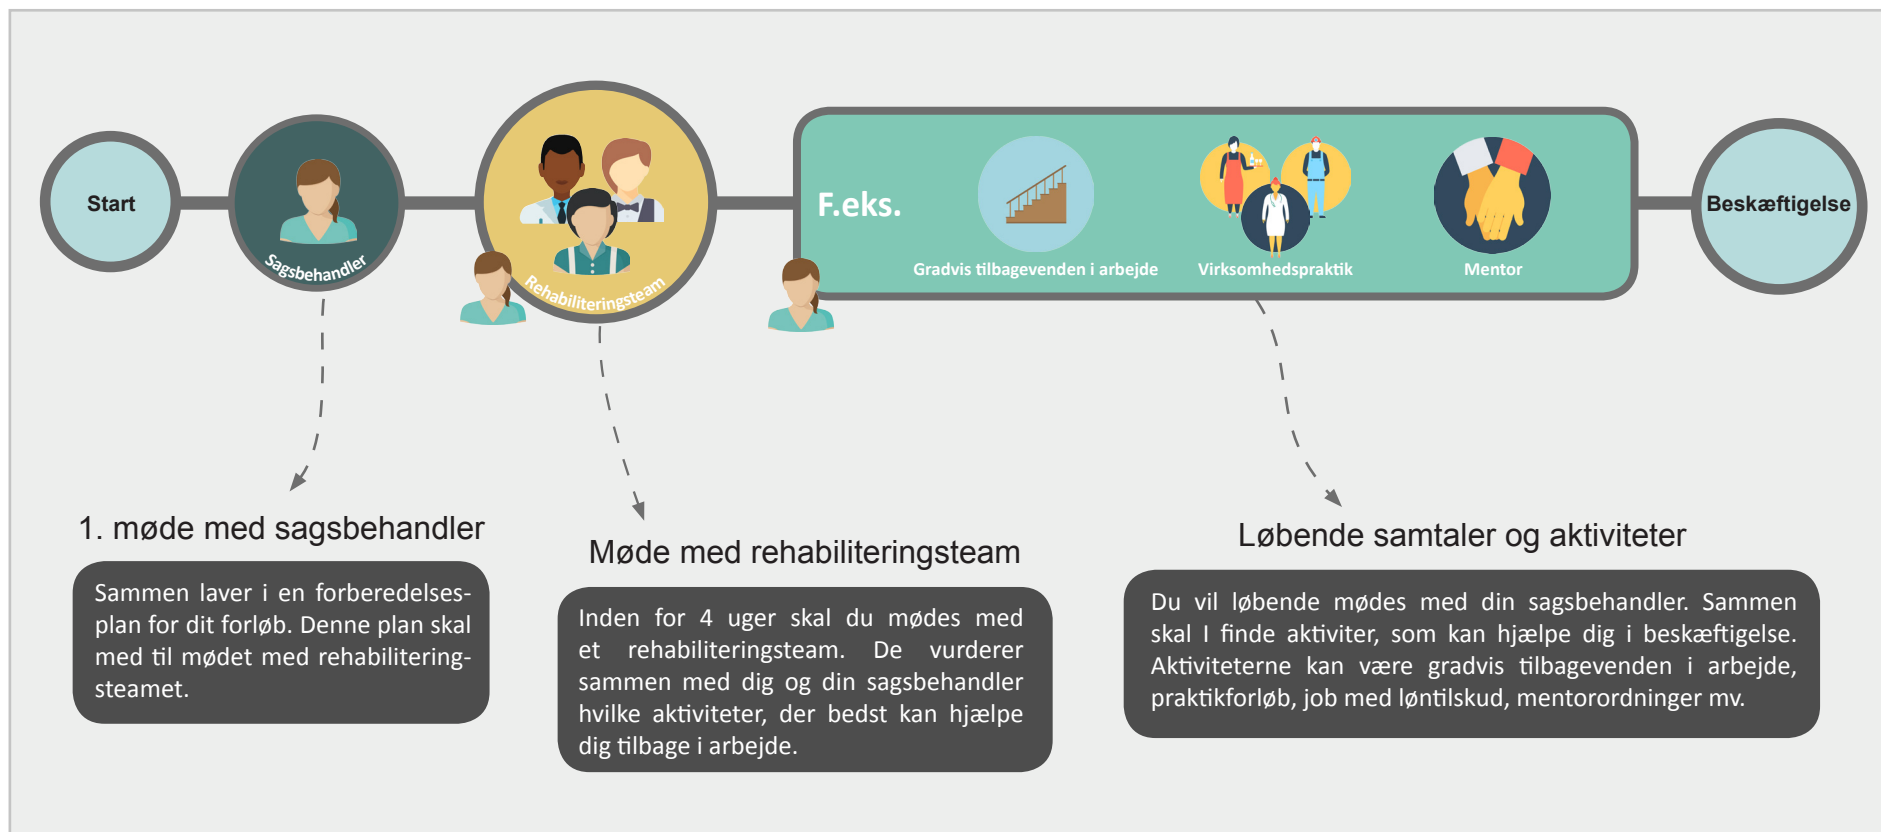 Start
Sagsbehandler
Rehabiliteringsteam
F.eks.
Gradvis tilbagevenden i arbejde
Virksomhedspraktik
Mentor
Beskæftigelse
1. møde med sagsbehandler
Sammen laver i en forberedelses-
plan for dit forløb. Denne plan skal
med til mødet med rehabilitering-
steamet.
Møde med rehabiliteringsteam
Inden for 4 uger skal du mødes med
et rehabiliteringsteam. De vurderer
sammen med dig og din sagsbehandler
hvilke aktiviteter, der bedst kan hjælpe
dig tilbage i arbejde.
Løbende samtaler og aktiviteter
Du vil løbende mødes med din sagsbehandler. Sammen
skal I finde aktiviter, som kan hjælpe dig i beskæftigelse.
Aktiviteterne kan være gradvis tilbagevenden i arbejde,
praktikforløb, job med løntilskud, mentorordninger mv.